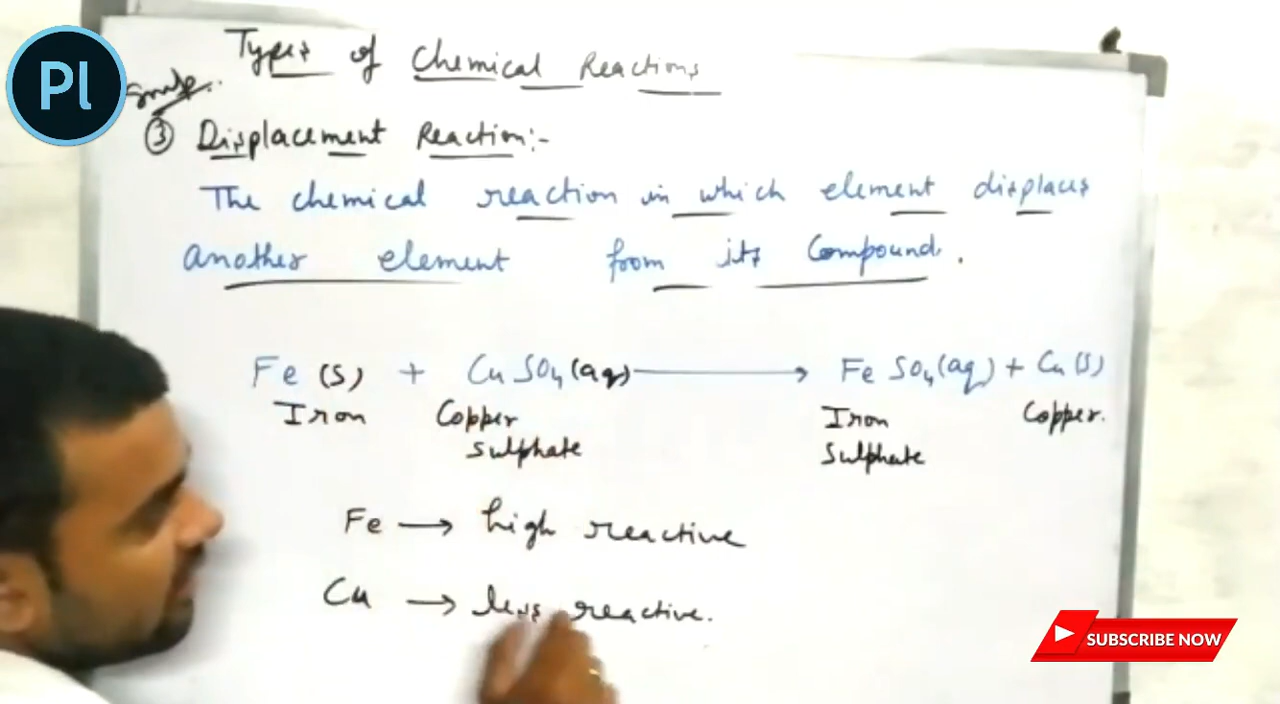 Types of Chemical Reactions
Pl
③ Displacement Reaction:-
The chemical reaction in which element displaces
another element from its Compound.
Fe (s) + CuSO4 (aq) ⟶ FeSO4 (aq) + Cu (s)
Iron Copper Iron Copper.
Sulphate Sulphate
Fe → high reactive
Cu → less reactive.
SUBSCRIBE NOW